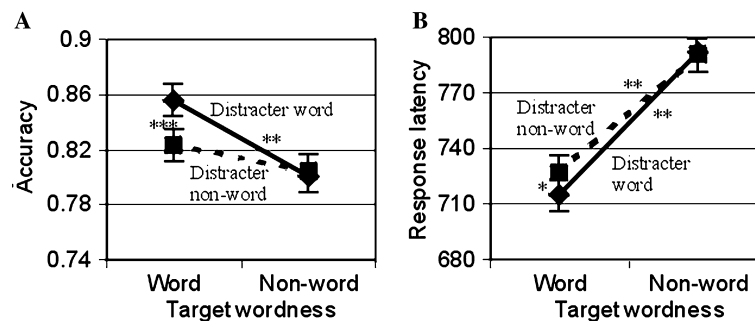 A
0.9
0.86
0.82
0.78
0.74
Accuracy
***
**
Distracter word
Distracter
non-word
Word Non-word
Target wordness
B
800
770
740
710
680
Response latency
**
**
*
Distracter
non-word
Distracter
word
Word Non-word
Target wordness